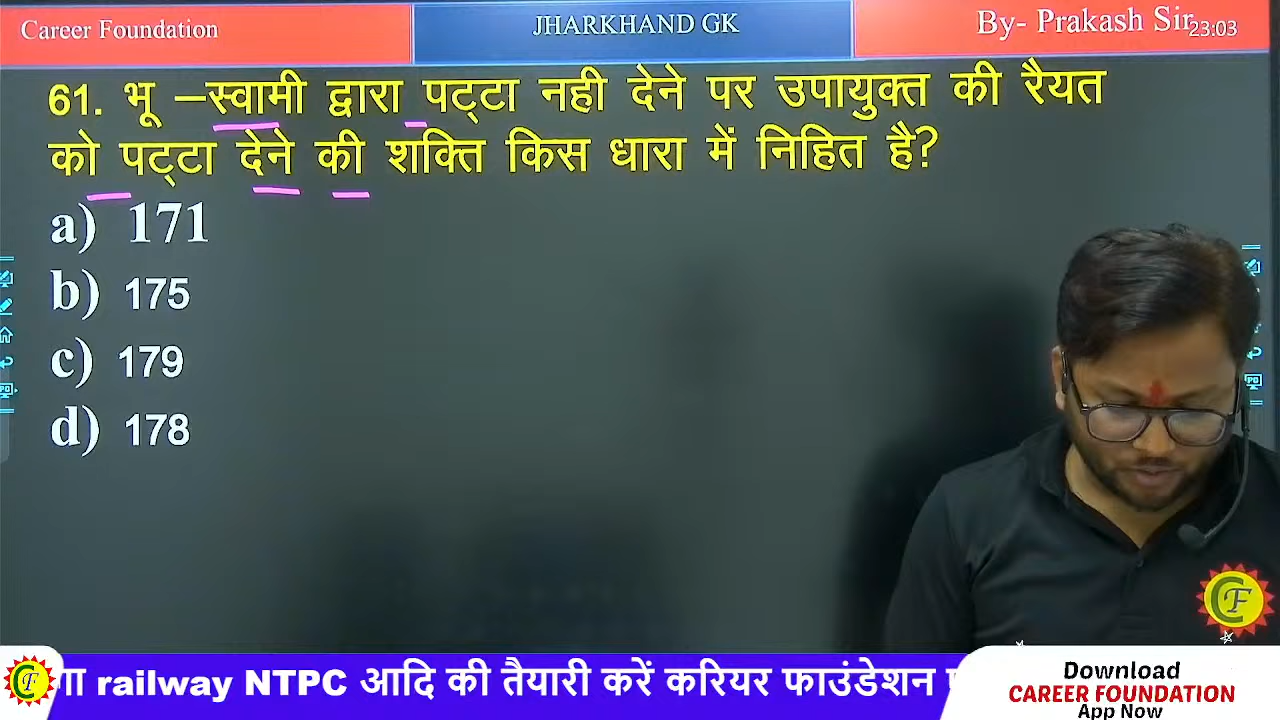 Career Foundation
JHARKHAND GK
By- Prakash Sir
23:03
61. भू –स्वामी द्वारा पट्टा नही देने पर उपायुक्त की रैयत
को पट्टा देने की शक्ति किस धारा में निहित है?
a) 171
b) 175
c) 179
d) 178
railway NTPC आदि की तैयारी करें करियर फाउंडेशन
Download
CAREER FOUNDATION
App Now